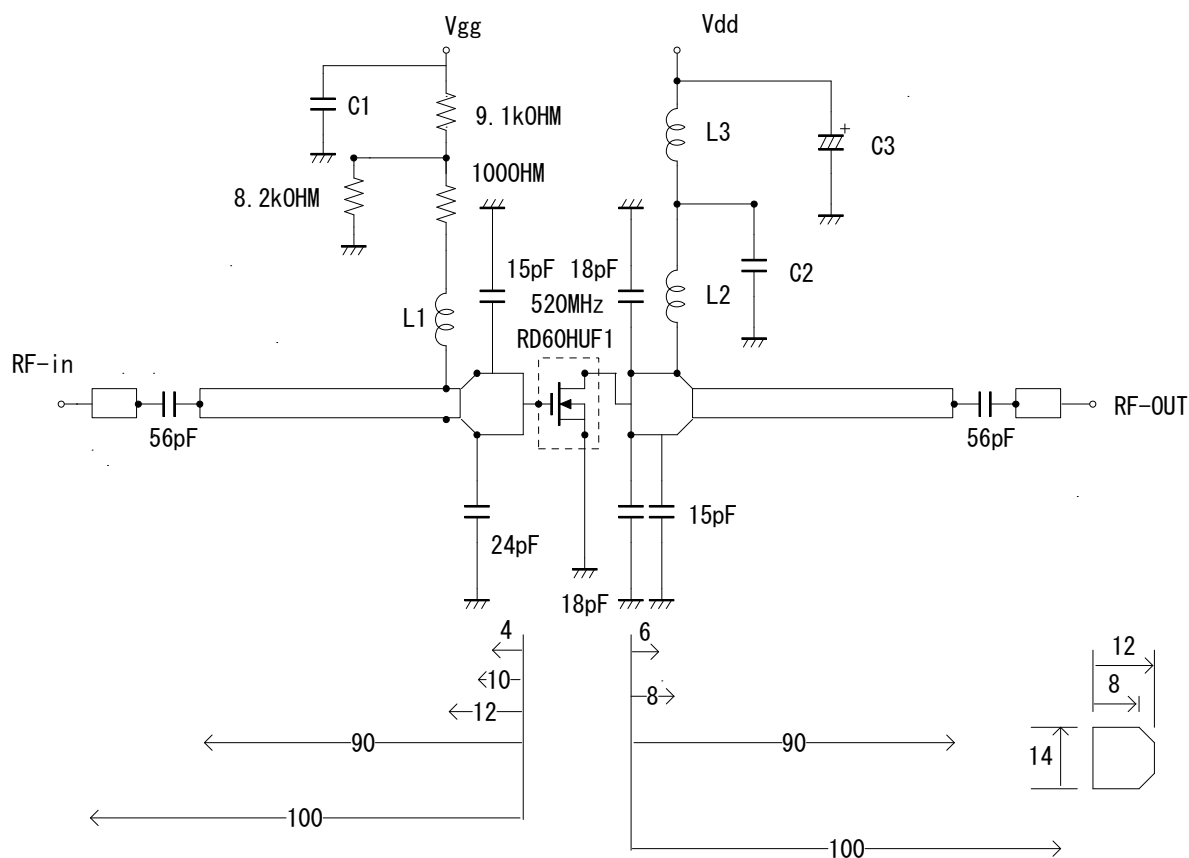 Vgg
Vdd
C1
9.1kOHM
L3
C3
+
100OHM
8.2kOHM
15pF
18pF
C2
L2
520MHz
L1
RD60HUF1
RF-in
RF-OUT
56pF
56pF
24pF
15pF
18pF
4
6
12
10
8
8
12
90
90
14
100
100